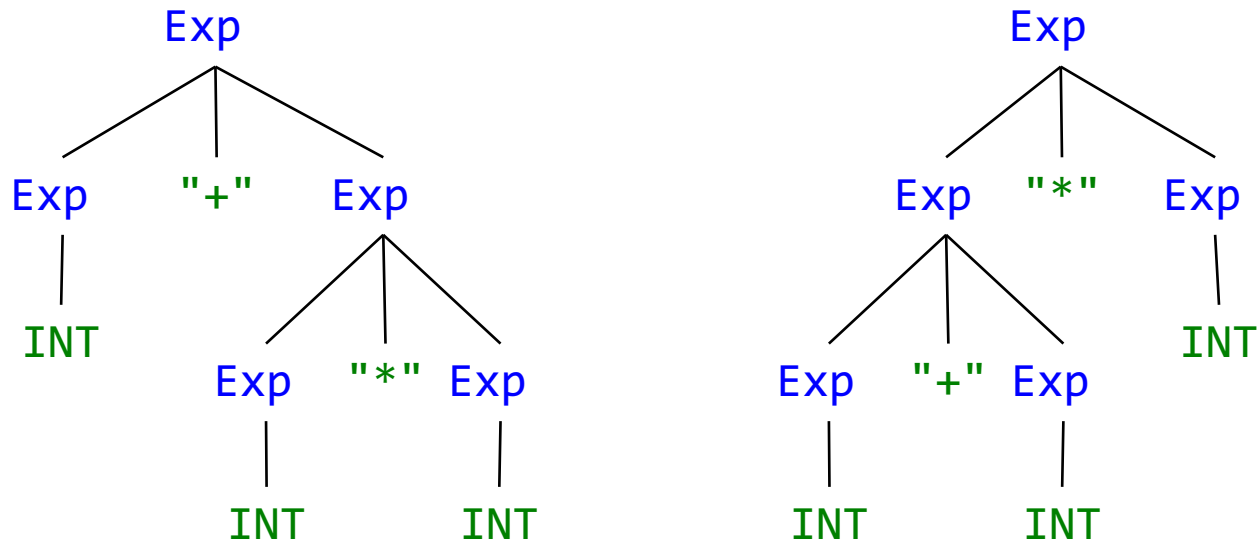 Exp Exp
Exp "+" Exp Exp "*" Exp
INT INT
Exp "*" Exp Exp "+" Exp
INT INT INT INT